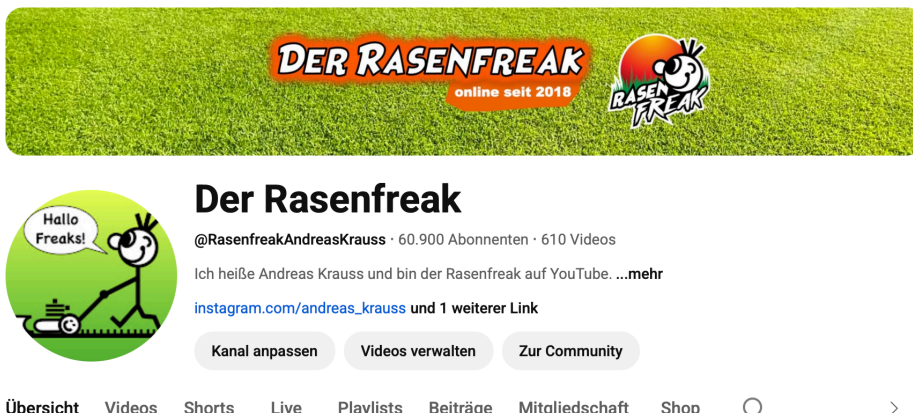 DER RASENFREAK
online seit 2018
RASEN
FREAK
Hallo
Freaks!
Der Rasenfreak
@RasenfreakAndreasKrauss · 60.900 Abonnenten · 610 Videos
Ich heiße Andreas Krauss und bin der Rasenfreak auf YouTube. ...mehr
instagram.com/andreas_krauss und 1 weiterer Link
Kanal anpassen Videos verwalten Zur Community
Übersicht Videos Shorts Live Playlists Beiträge Mitgliedschaft Shop